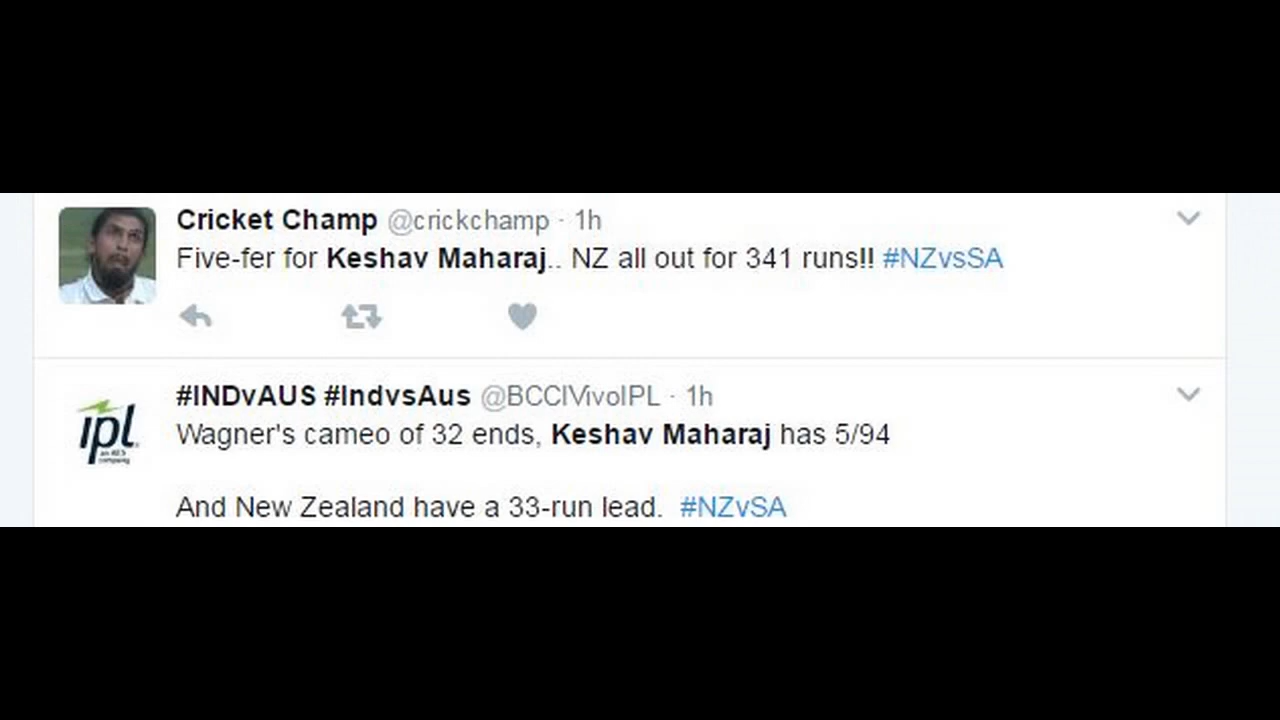 Cricket Champ @crickchamp · 1h
Five-fer for Keshav Maharaj.. NZ all out for 341 runs!! #NZvsSA
#INDvAUS #IndvsAus @BCCIVivoIPL · 1h
ipl
Wagner's cameo of 32 ends, Keshav Maharaj has 5/94
an AES company
And New Zealand have a 33-run lead. #NZvSA